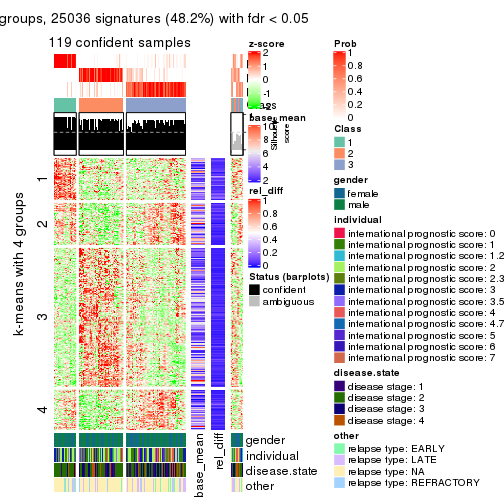 groups, 25036 signatures (48.2%) with fdr < 0.05
119 confident samples
k-means with 4 groups
1
2
3
4
base_mean
rel_diff
gender
individual
disease.state
other
z-score
2
1
0
-1
-2
Class
base_mean
10
8
6
4
2
Silhouette
score
rel_diff
1
0.8
0.6
0.4
0.2
0
Status (barplots)
confident
ambiguous
Prob
1
0.8
0.6
0.4
0.2
0
Class
1
2
3
gender
female
male
individual
international prognostic score: 0
international prognostic score: 1
international prognostic score: 1.2
international prognostic score: 2
international prognostic score: 2.3
international prognostic score: 3
international prognostic score: 3.5
international prognostic score: 4
international prognostic score: 4.7
international prognostic score: 5
international prognostic score: 6
international prognostic score: 7
disease.state
disease stage: 1
disease stage: 2
disease stage: 3
disease stage: 4
other
relapse type: EARLY
relapse type: LATE
relapse type: NA
relapse type: REFRACTORY